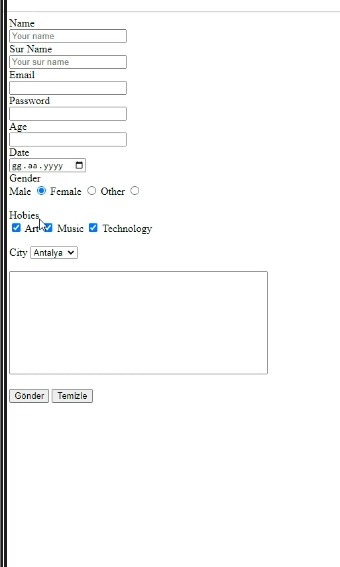 Name
Your name
Sur Name
Your sur name
Email
Password
Age
Date
gg.aa.yyyy
Gender
Male Female Other
Hobies
Art Music Technology
City Antalya
Gönder Temizle